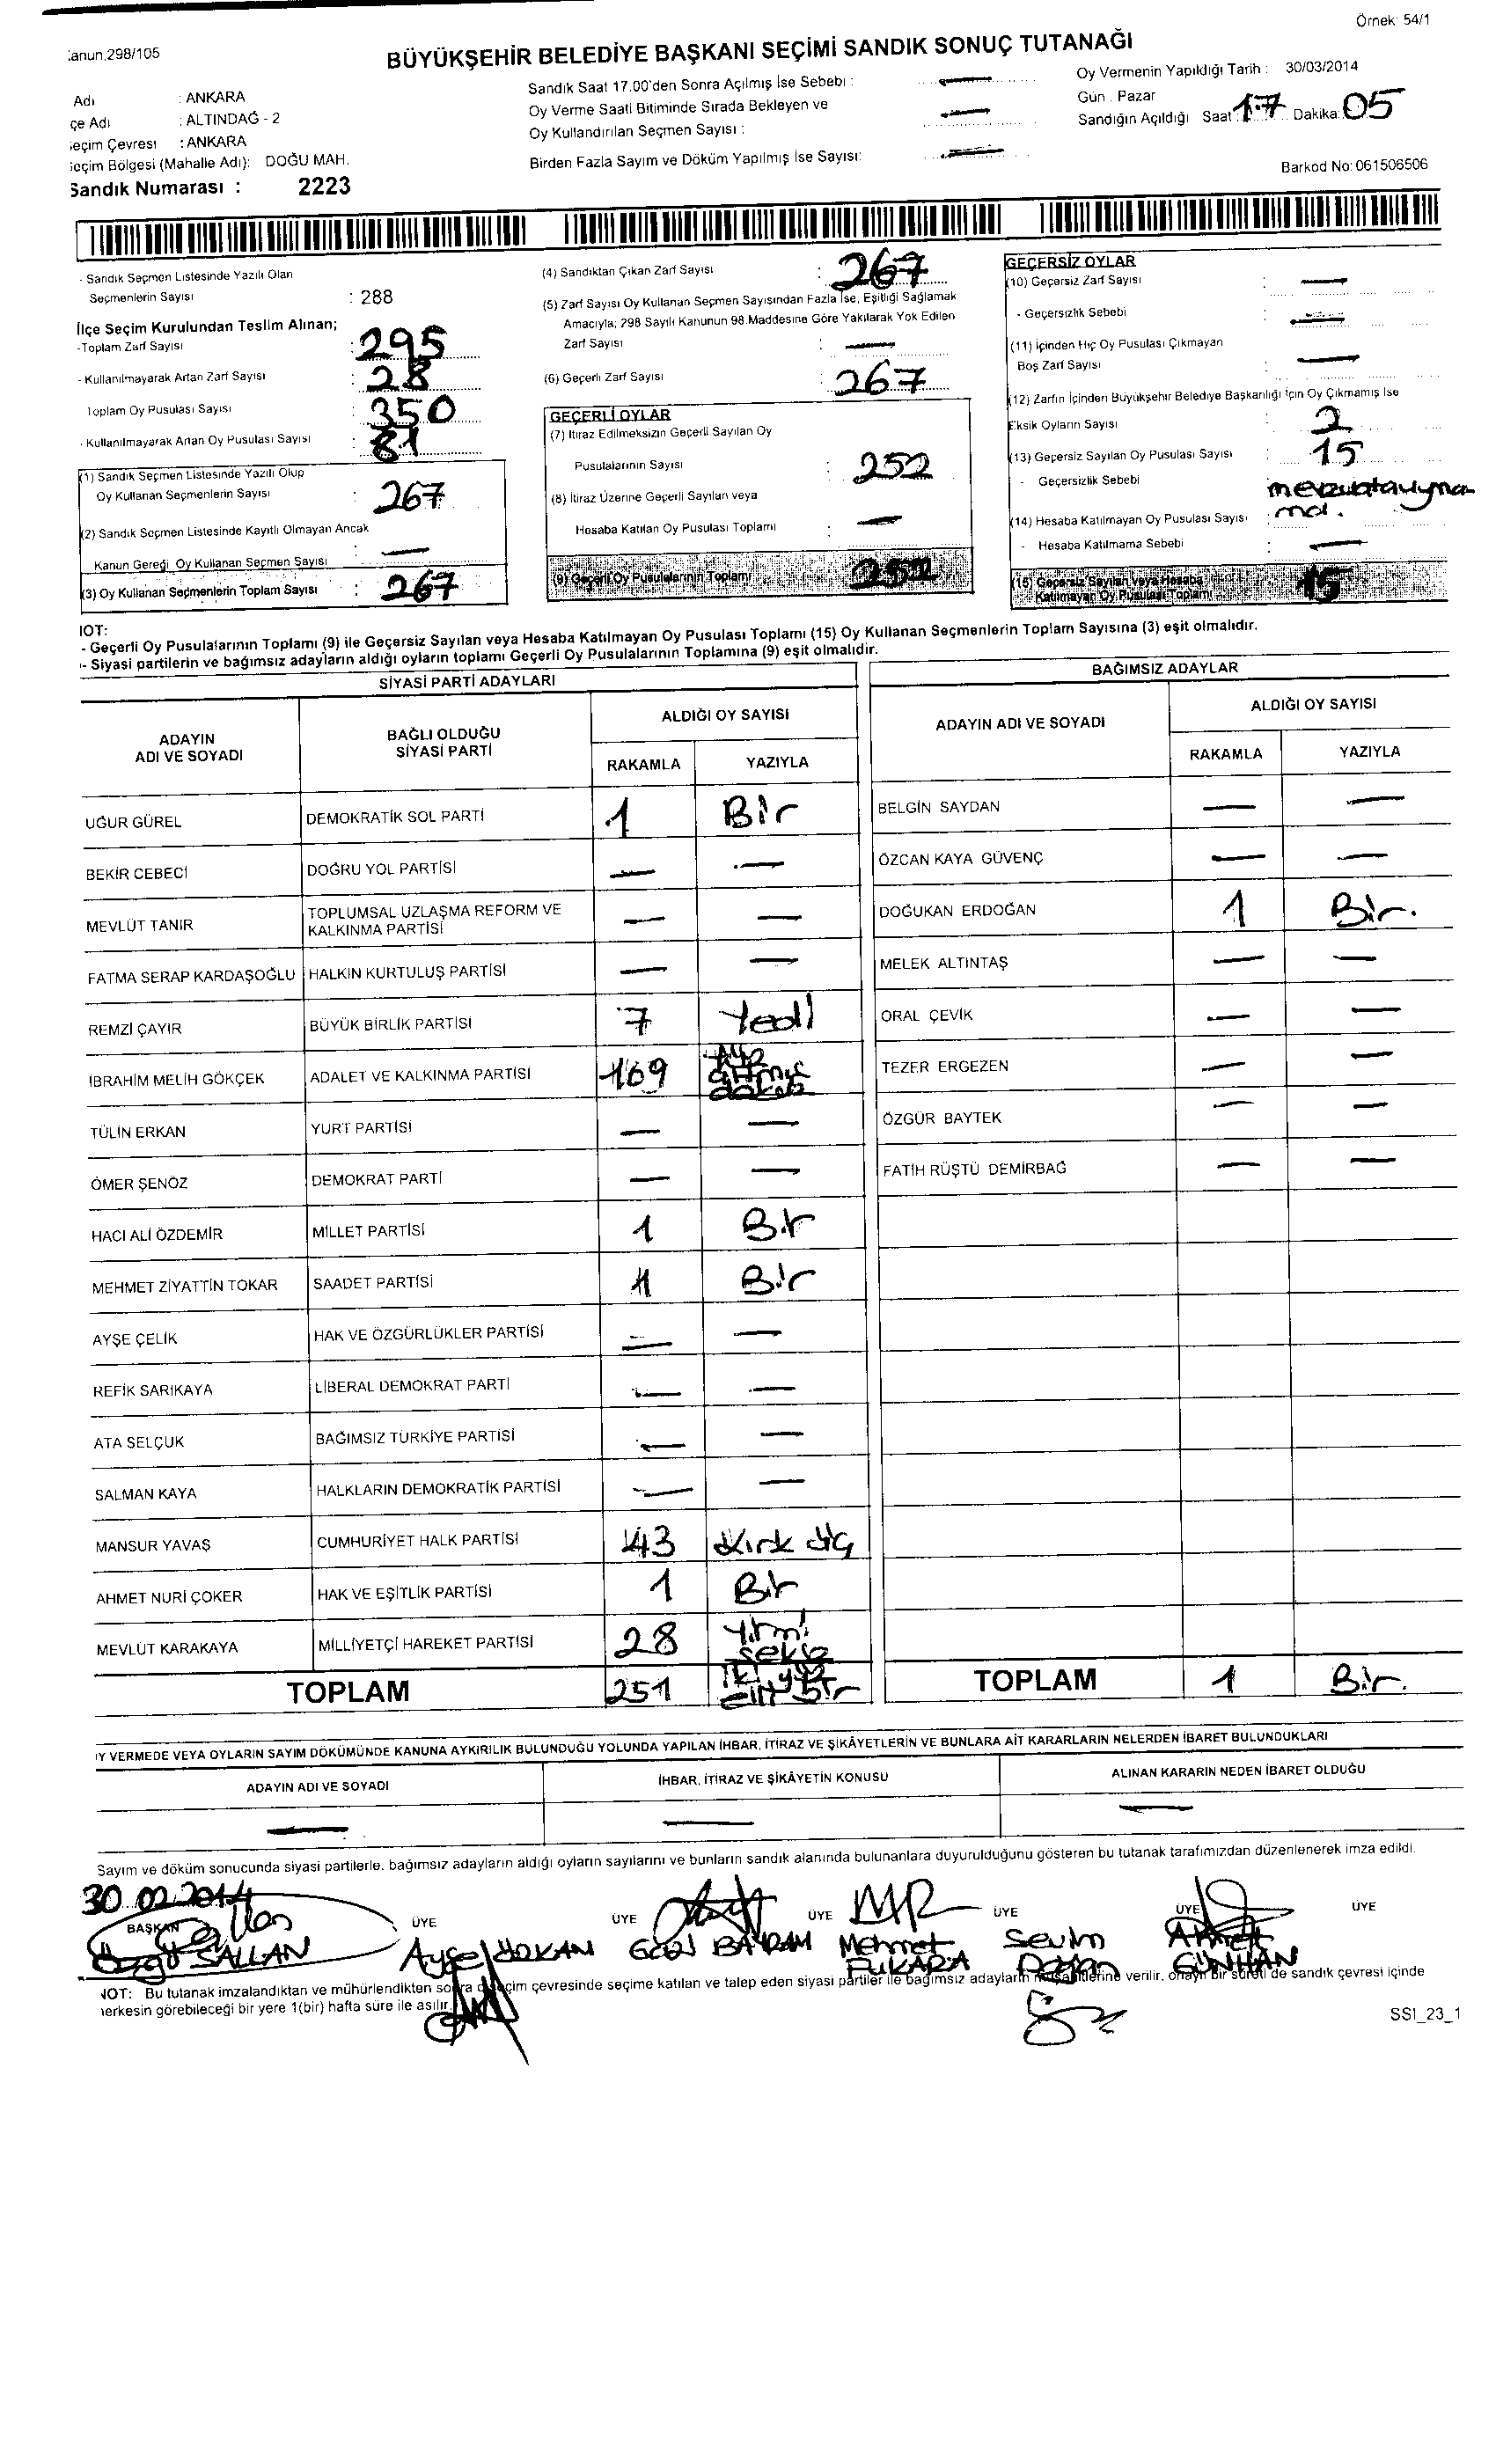 Örnek: 54/1
anun,298/105
BÜYÜKŞEHİR BELEDİYE BAŞKANI SEÇİMİ SANDIK SONUÇ TUTANAĞI
Adı : ANKARA
çe Adı : ALTINDAĞ - 2
eçim Çevresi : ANKARA
eçim Bölgesi (Mahalle Adı): DOĞU MAH.
Sandık Numarası : 2223
Sandık Saat 17.00'den Sonra Açılmış İse Sebebi : —
Oy Verme Saati Bitiminde Sırada Bekleyen ve
Oy Kullandırılan Seçmen Sayısı : —
Birden Fazla Sayım ve Döküm Yapılmış İse Sayısı: —
Oy Vermenin Yapıldığı Tarih : 30/03/2014
Gün : Pazar
Sandığın Açıldığı Saat: 17 Dakika: 05
Barkod No: 061506506
- Sandık Seçmen Listesinde Yazılı Olan
Seçmenlerin Sayısı : 288
İlçe Seçim Kurulundan Teslim Alınan;
-Toplam Zarf Sayısı : 295
- Kullanılmayarak Artan Zarf Sayısı : 28
Toplam Oy Pusulası Sayısı : 350
- Kullanılmayarak Artan Oy Pusulası Sayısı : 81
(1) Sandık Seçmen Listesinde Yazılı Olup
Oy Kullanan Seçmenlerin Sayısı : 267
(2) Sandık Seçmen Listesinde Kayıtlı Olmayan Ancak
Kanun Gereği Oy Kullanan Seçmen Sayısı : —
(3) Oy Kullanan Seçmenlerin Toplam Sayısı : 267
(4) Sandıktan Çıkan Zarf Sayısı : 267
(5) Zarf Sayısı Oy Kullanan Seçmen Sayısından Fazla İse, Eşitliği Sağlamak
Amacıyla; 298 Sayılı Kanunun 98.Maddesine Göre Yakılarak Yok Edilen
Zarf Sayısı : —
(6) Geçerli Zarf Sayısı : 267
GEÇERLİ OYLAR
(7) İtiraz Edilmeksizin Geçerli Sayılan Oy
Pusulalarının Sayısı : 252
(8) İtiraz Üzerine Geçerli Sayılan veya
Hesaba Katılan Oy Pusulası Toplamı : —
(9) Geçerli Oy Pusulalarının Toplamı 252
GEÇERSİZ OYLAR
(10) Geçersiz Zarf Sayısı : —
- Geçersizlik Sebebi : —
(11) İçinden Hiç Oy Pusulası Çıkmayan
Boş Zarf Sayısı : —
(12) Zarfın İçinden Büyükşehir Belediye Başkanlığı İçin Oy Çıkmamış İse
Eksik Oyların Sayısı : 2
(13) Geçersiz Sayılan Oy Pusulası Sayısı : 15
- Geçersizlik Sebebi
(14) Hesaba Katılmayan Oy Pusulası Sayısı :
- Hesaba Katılmama Sebebi : —
(15) Geçersiz Sayılan veya Hesaba
Katılmayan Oy Pusulası Toplamı 15
NOT:
- Geçerli Oy Pusulalarının Toplamı (9) ile Geçersiz Sayılan veya Hesaba Katılmayan Oy Pusulası Toplamı (15) Oy Kullanan Seçmenlerin Toplam Sayısına (3) eşit olmalıdır.
- Siyasi partilerin ve bağımsız adayların aldığı oyların toplamı Geçerli Oy Pusulalarının Toplamına (9) eşit olmalıdır.
SİYASİ PARTİ ADAYLARI
ADAYIN ADI VE SOYADI BAĞLI OLDUĞU SİYASİ PARTİ ALDIĞI OY SAYISI
RAKAMLA YAZIYLA
UĞUR GÜREL DEMOKRATİK SOL PARTİ 1 Bir
BEKİR CEBECİ DOĞRU YOL PARTİSİ — —
MEVLÜT TANIR TOPLUMSAL UZLAŞMA REFORM VE KALKINMA PARTİSİ — —
FATMA SERAP KARDAŞOĞLU HALKIN KURTULUŞ PARTİSİ — —
REMZİ ÇAYIR BÜYÜK BİRLİK PARTİSİ 7 Yedi
İBRAHİM MELİH GÖKÇEK ADALET VE KALKINMA PARTİSİ 169 Yüz altmış dokuz
TÜLİN ERKAN YURT PARTİSİ — —
ÖMER ŞENÖZ DEMOKRAT PARTİ — —
HACI ALİ ÖZDEMİR MİLLET PARTİSİ 1 Bir
MEHMET ZİYATTİN TOKAR SAADET PARTİSİ 1 Bir
AYŞE ÇELİK HAK VE ÖZGÜRLÜKLER PARTİSİ — —
REFİK SARIKAYA LİBERAL DEMOKRAT PARTİ — —
ATA SELÇUK BAĞIMSIZ TÜRKİYE PARTİSİ — —
SALMAN KAYA HALKLARIN DEMOKRATİK PARTİSİ — —
MANSUR YAVAŞ CUMHURİYET HALK PARTİSİ 43 Kırk üç
AHMET NURİ ÇOKER HAK VE EŞİTLİK PARTİSİ 1 Bir
MEVLÜT KARAKAYA MİLLİYETÇİ HAREKET PARTİSİ 28 Yirmi sekiz
TOPLAM 251 İki yüz elli bir
BAĞIMSIZ ADAYLAR
ADAYIN ADI VE SOYADI ALDIĞI OY SAYISI
RAKAMLA YAZIYLA
BELGİN SAYDAN — —
ÖZCAN KAYA GÜVENÇ — —
DOĞUKAN ERDOĞAN 1 Bir.
MELEK ALTINTAŞ — —
ORAL ÇEVİK — —
TEZER ERGEZEN — —
ÖZGÜR BAYTEK — —
FATİH RÜŞTÜ DEMİRBAĞ — —
TOPLAM 1 Bir.
Y VERMEDE VEYA OYLARIN SAYIM DÖKÜMÜNDE KANUNA AYKIRILIK BULUNDUĞU YOLUNDA YAPILAN İHBAR, İTİRAZ VE ŞİKÂYETLERİN VE BUNLARA AİT KARARLARIN NELERDEN İBARET BULUNDUKLARI
ADAYIN ADI VE SOYADI İHBAR, İTİRAZ VE ŞİKÂYETİN KONUSU ALINAN KARARIN NEDEN İBARET OLDUĞU
— — —
Sayım ve döküm sonucunda siyasi partilerle, bağımsız adayların aldığı oyların sayılarını ve bunların sandık alanında bulunanlara duyurulduğunu gösteren bu tutanak tarafımızdan düzenlenerek imza edildi.
30.02.2014
BAŞKAN ÜYE ÜYE ÜYE ÜYE ÜYE ÜYE
SALLAN Aysel BAYRAM Mehmet FUKARA Sevim Ahmet GÜNHAN
NOT: Bu tutanak imzalandıktan ve mühürlendikten sonra seçim çevresinde seçime katılan ve talep eden siyasi partiler ile bağımsız adayların müşahitlerine verilir, onaylı bir sureti de sandık çevresi içinde
herkesin görebileceği bir yere 1(bir) hafta süre ile asılır.
SSI_23_1